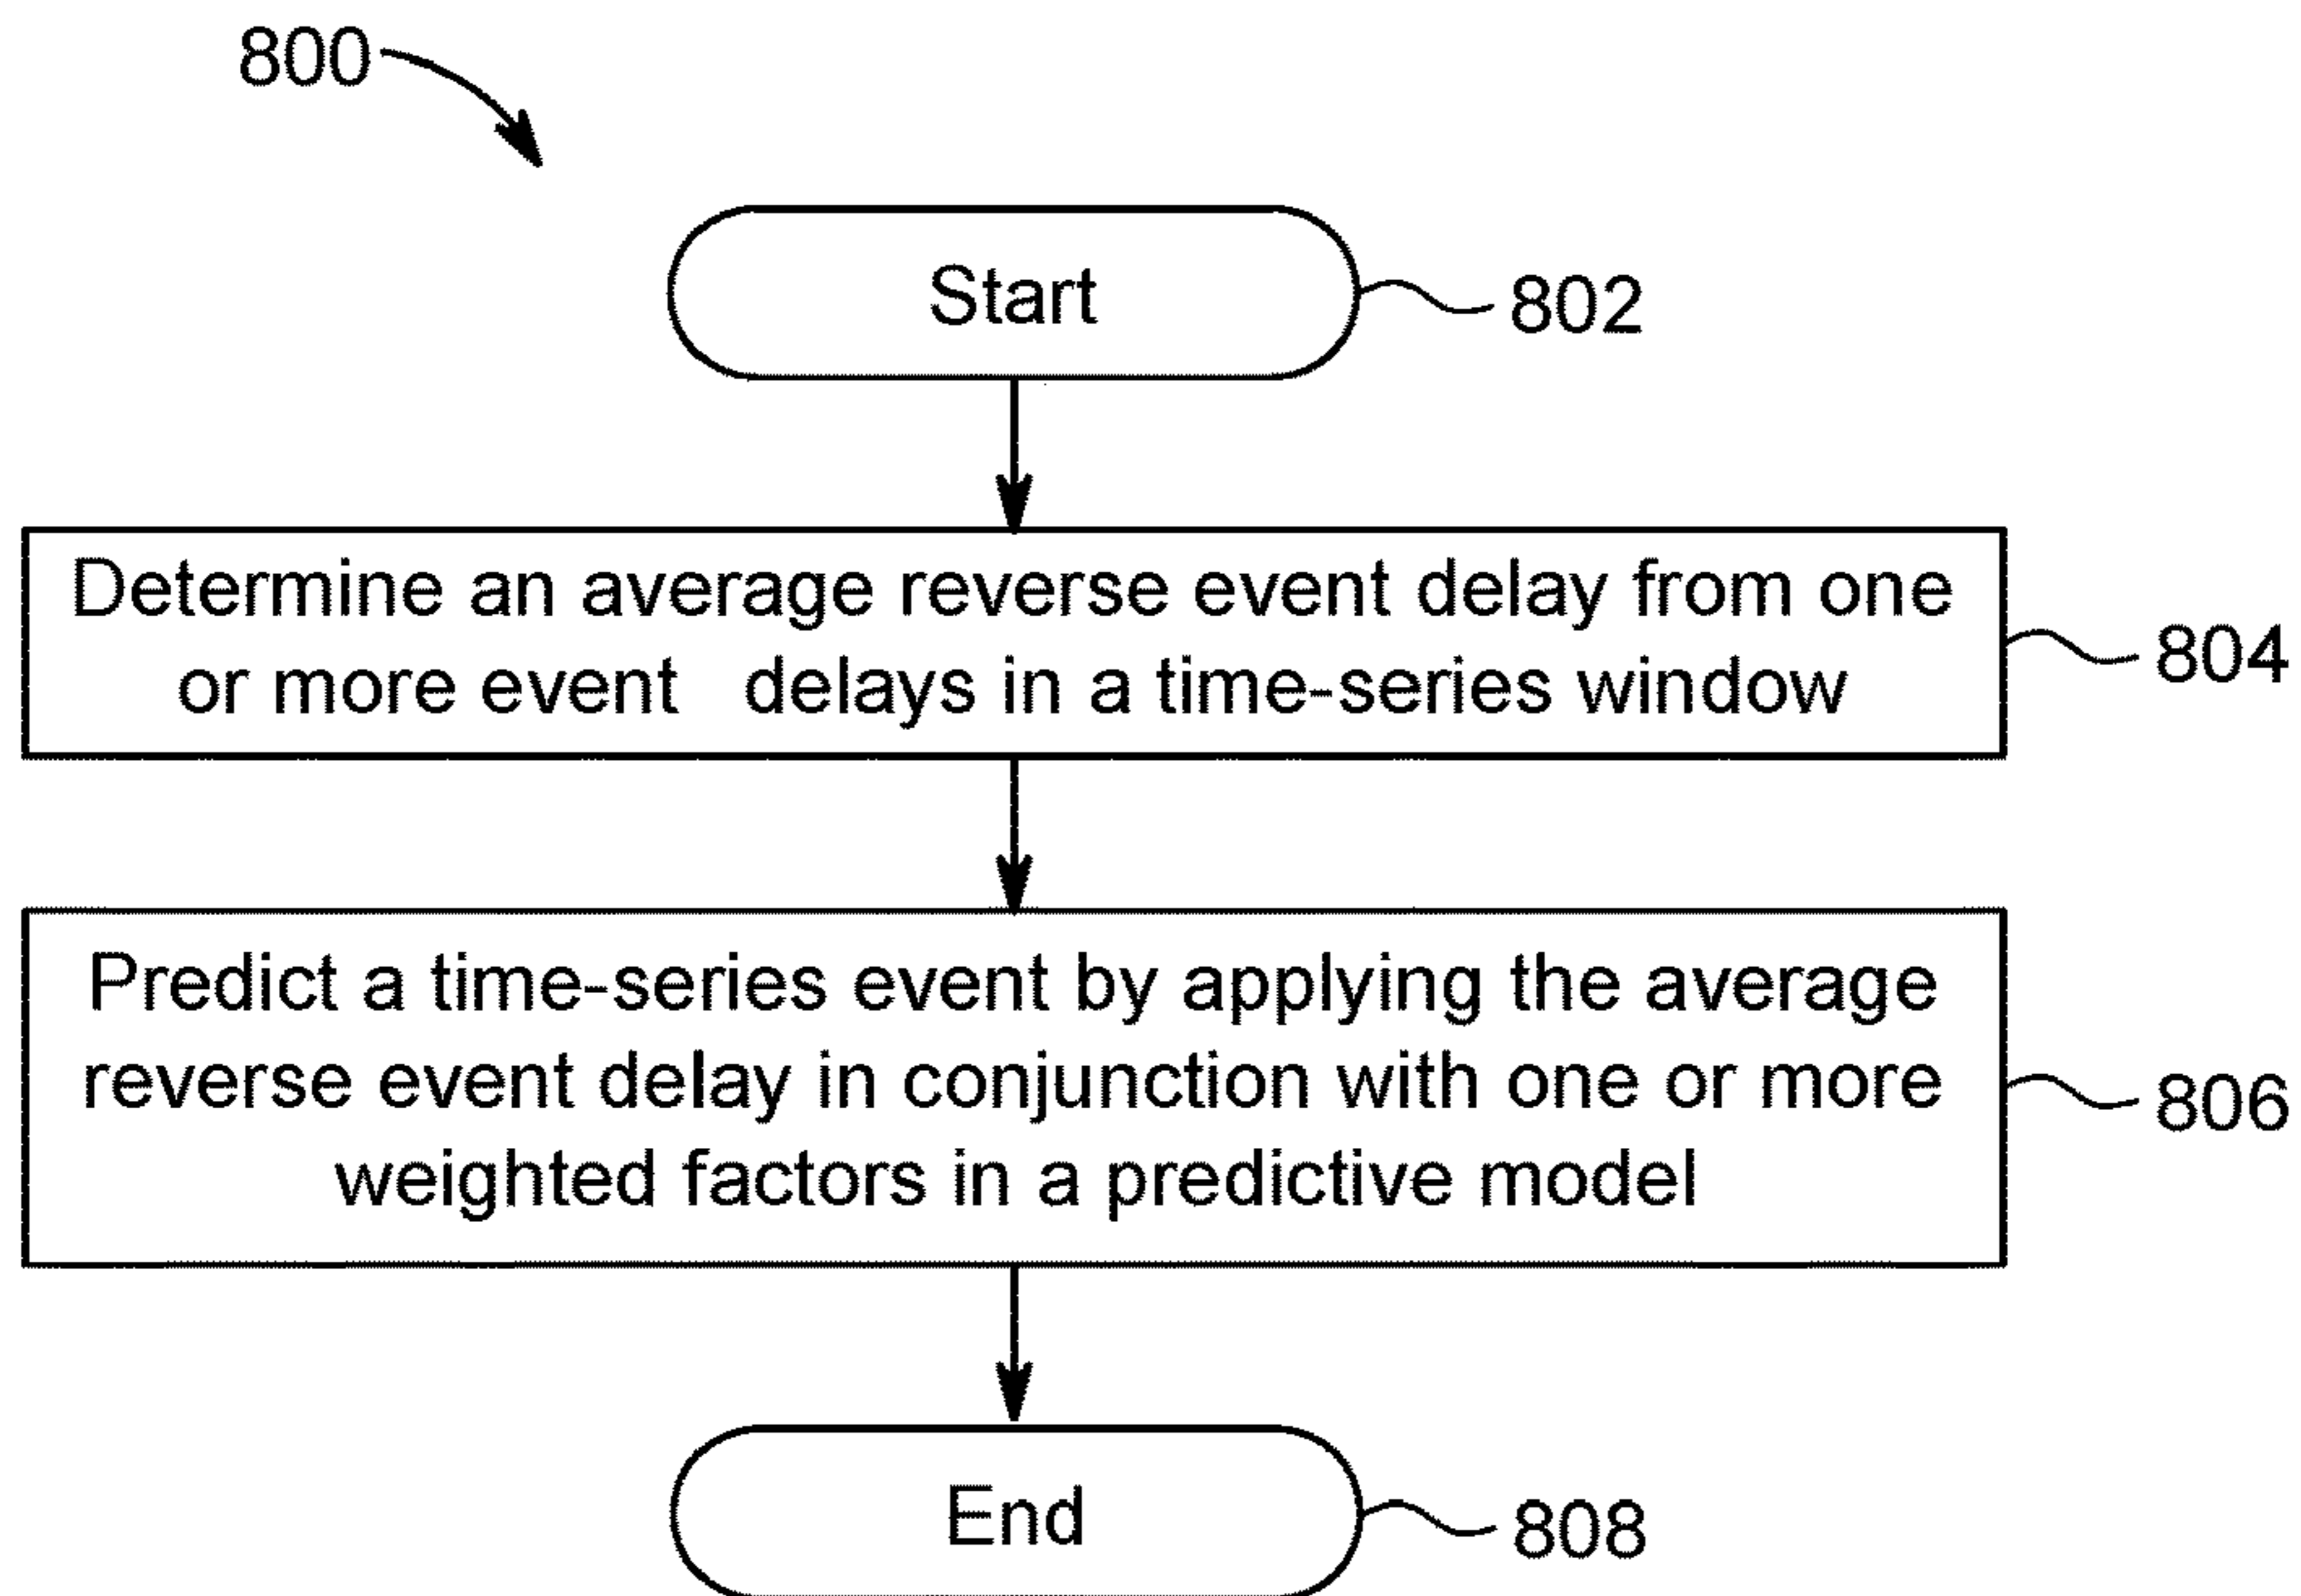 800
Start
802
Determine an average reverse event delay from one
or more event delays in a time-series window
804
Predict a time-series event by applying the average
reverse event delay in conjunction with one or more
weighted factors in a predictive model
806
End
808